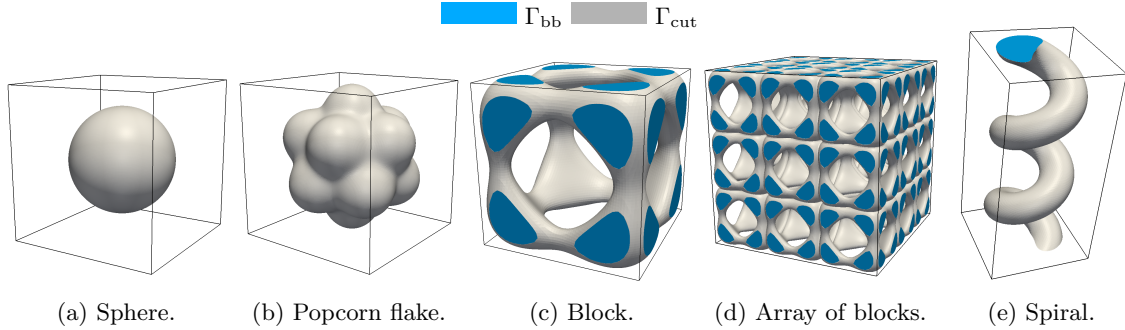 Γbb Γcut
(a) Sphere. (b) Popcorn flake. (c) Block. (d) Array of blocks. (e) Spiral.